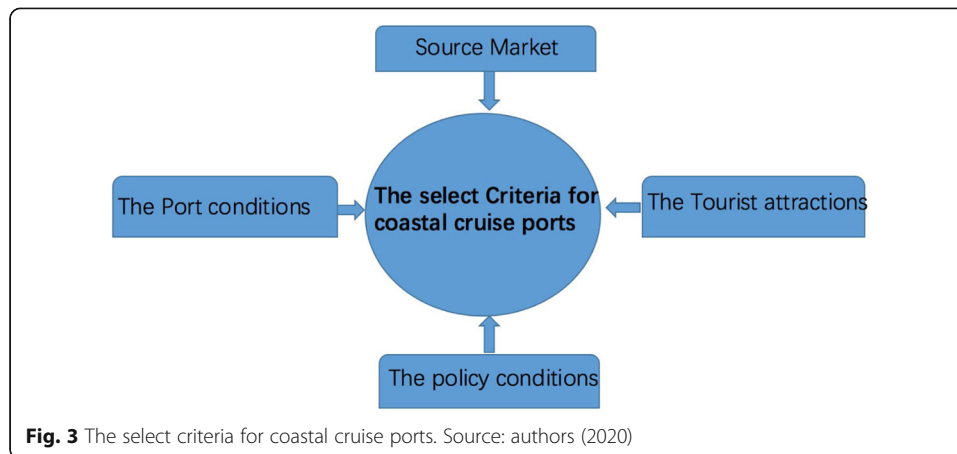 Source Market
The Port conditions
The select Criteria for
coastal cruise ports
The Tourist attractions
The policy conditions
Fig. 3 The select criteria for coastal cruise ports. Source: authors (2020)